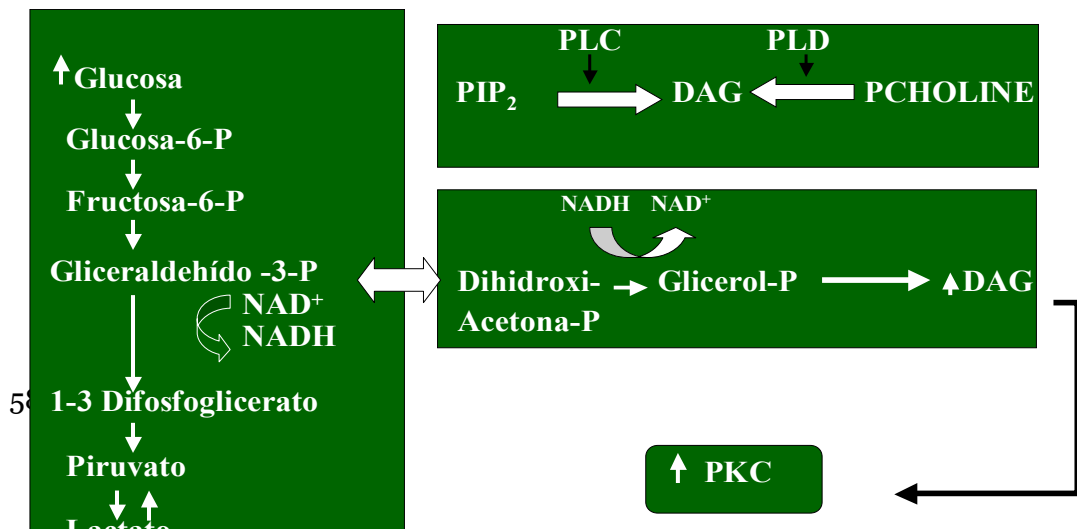 ↑ Glucosa
Glucosa-6-P
Fructosa-6-P
Gliceraldehído -3-P
NAD⁺
NADH
1-3 Difosfoglicerato
Piruvato
Lactato
PLC PLD
PIP₂ DAG PCHOLINE
NADH NAD⁺
Dihidroxi- Glicerol-P ↑DAG
Acetona-P
↑ PKC